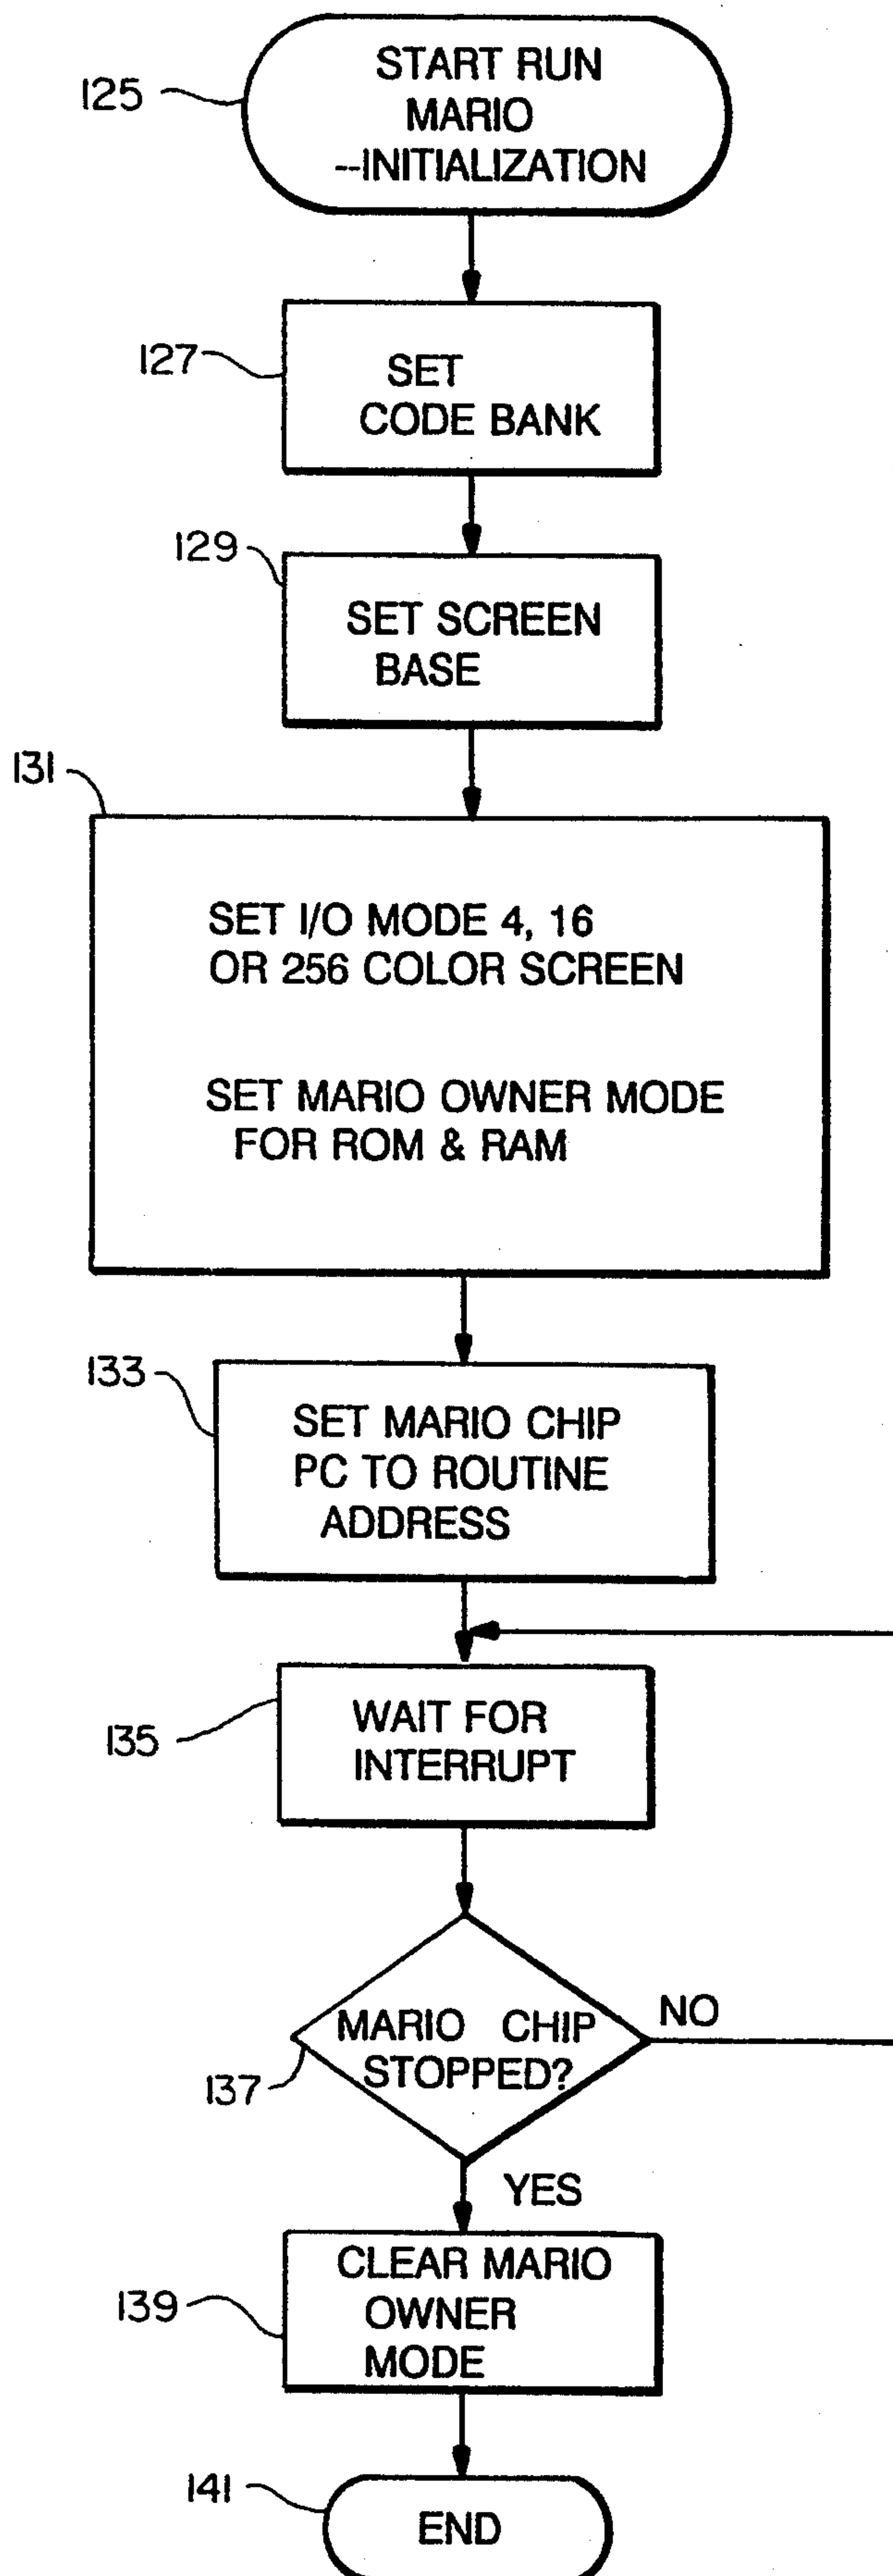 125
START RUN
MARIO
--INITIALIZATION
127
SET
CODE BANK
129
SET SCREEN
BASE
131
SET I/O MODE 4, 16
OR 256 COLOR SCREEN
SET MARIO OWNER MODE
FOR ROM & RAM
133
SET MARIO CHIP
PC TO ROUTINE
ADDRESS
135
WAIT FOR
INTERRUPT
137
MARIO CHIP
STOPPED?
NO
YES
139
CLEAR MARIO
OWNER
MODE
141
END